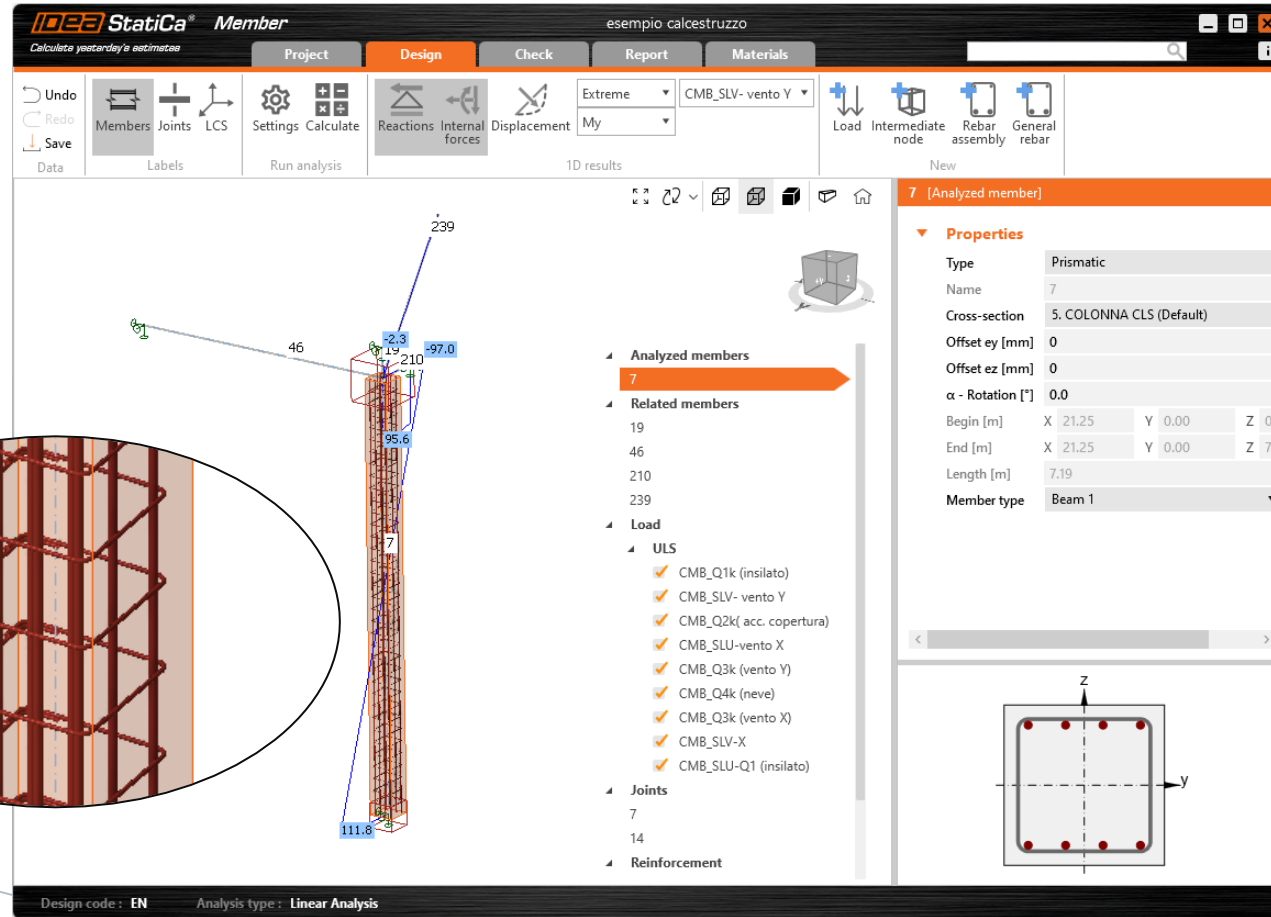 IDEA StatiCa® Member
esempio calcestruzzo
Calculate yesterday's estimates
Project Design Check Report Materials
Undo
Redo
Save
Data
Members Joints LCS
Labels
Settings Calculate
Run analysis
Reactions Internal forces Displacement
Extreme CMB_SLV- vento Y
My
1D results
Load Intermediate node Rebar assembly General rebar
New
239
46
-2.3
19
-97.0
210
95.6
7
111.8
Analyzed members
7
Related members
19
46
210
239
Load
ULS
CMB_Q1k (insilato)
CMB_SLV- vento Y
CMB_Q2k( acc. copertura)
CMB_SLU-vento X
CMB_Q3k (vento Y)
CMB_Q4k (neve)
CMB_Q3k (vento X)
CMB_SLV-X
CMB_SLU-Q1 (insilato)
Joints
7
14
Reinforcement
7 [Analyzed member]
Properties
Type Prismatic
Name 7
Cross-section 5. COLONNA CLS (Default)
Offset ey [mm] 0
Offset ez [mm] 0
α - Rotation [°] 0.0
Begin [m] X 21.25 Y 0.00 Z 0
End [m] X 21.25 Y 0.00 Z 7
Length [m] 7.19
Member type Beam 1
z
y
Design code : EN Analysis type : Linear Analysis